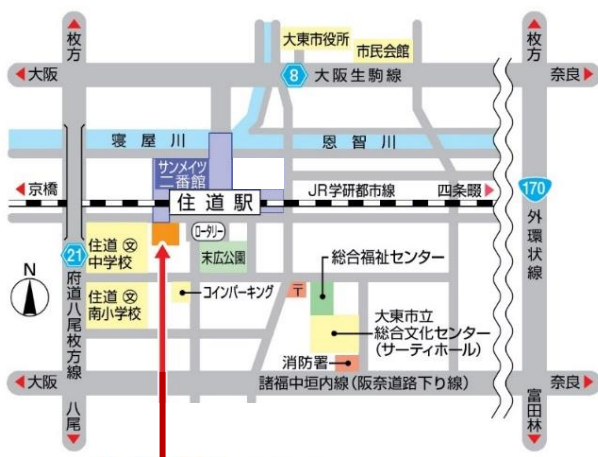 枚方
枚方
大東市役所
市民会館
大阪
8
大阪生駒線
奈良
寝屋川
恩智川
サンメイツ
二番館
京橋
住道駅
JR学研都市線
四条畷
170
外環状線
21
府道八尾枚方線
住道 文
中学校
ロータリー
末広公園
総合福祉センター
N
住道 文
南小学校
コインパーキング
〒
大東市立
総合文化センター
(サーティホール)
消防署
大阪
諸福中垣内線(阪奈道路下り線)
奈良
八尾
富田林